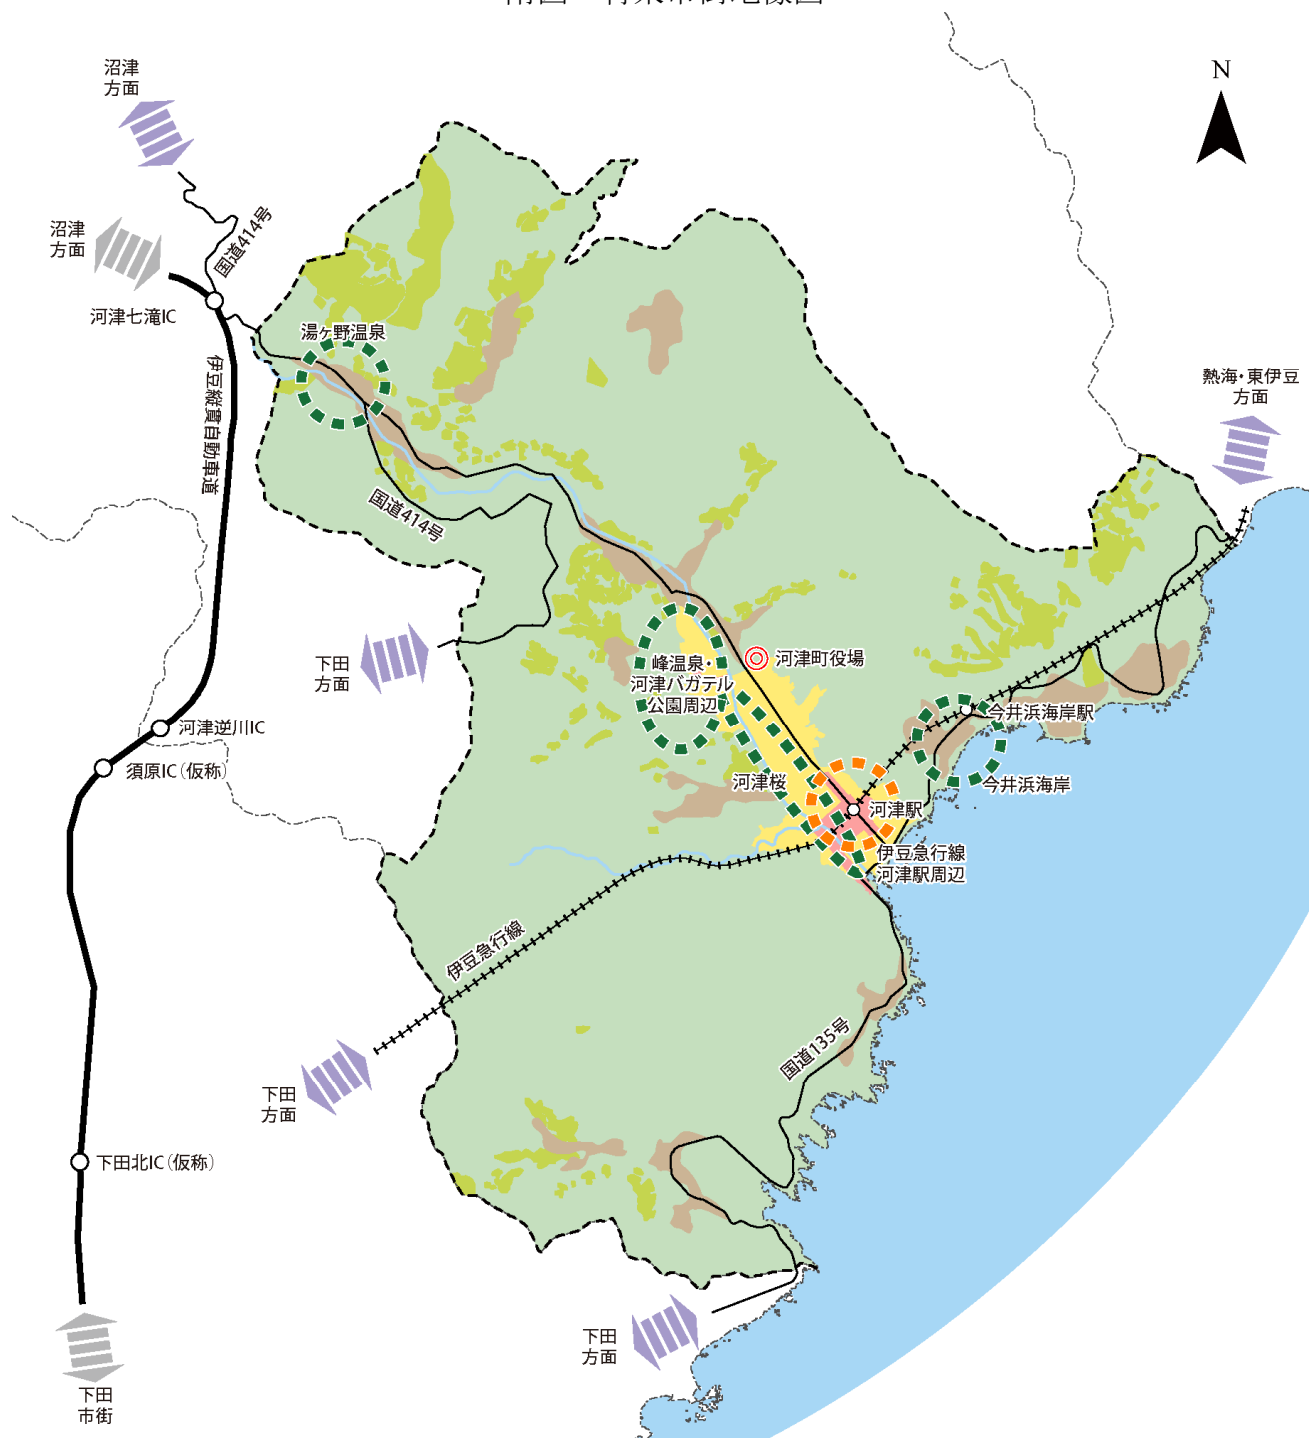 N
沼津
方面
沼津
方面
国道414号
河津七滝IC
湯ヶ野温泉
伊豆縦貫自動車道
熱海・東伊豆
方面
国道414号
下田
方面
峰温泉・
河津バガテル
公園周辺
河津町役場
今井浜海岸駅
河津逆川IC
須原IC（仮称）
河津桜
今井浜海岸
河津駅
伊豆急行線
河津駅周辺
伊豆急行線
国道135号
下田
方面
下田北IC（仮称）
下田
方面
下田
市街